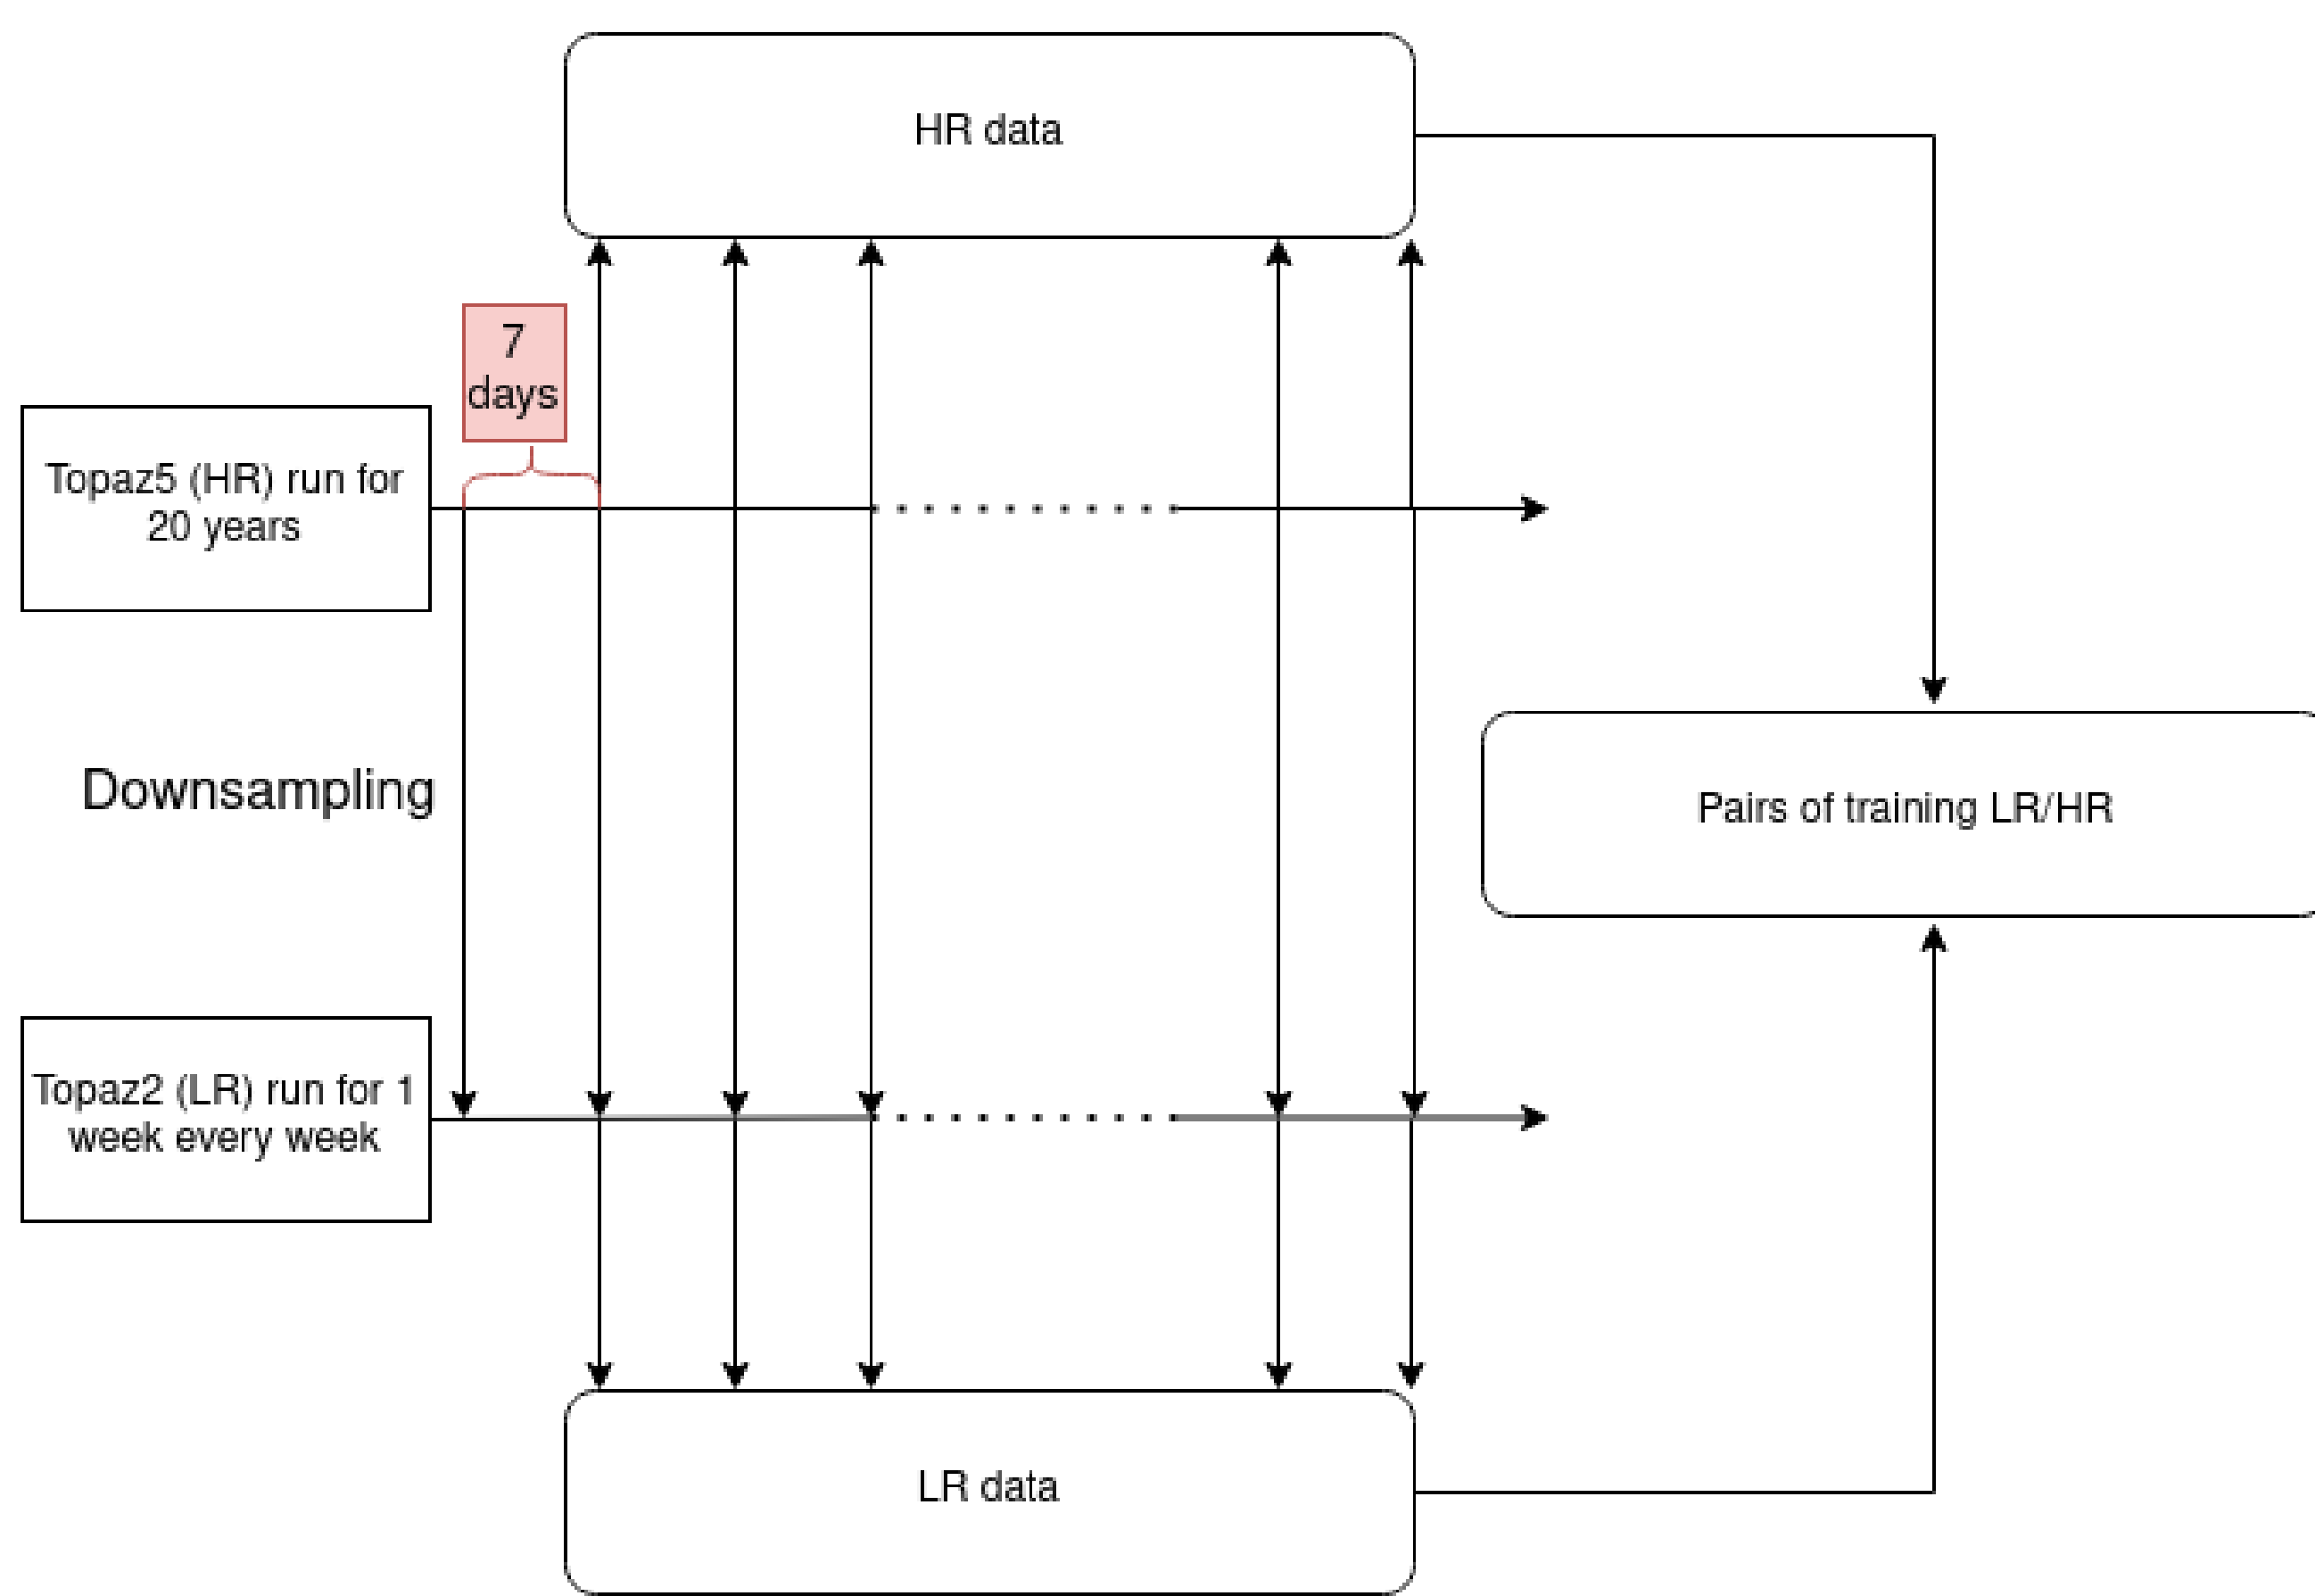 HR data
7
days
Topaz5 (HR) run for
20 years
Downsampling
Pairs of training LR/HR
Topaz2 (LR) run for 1
week every week
LR data